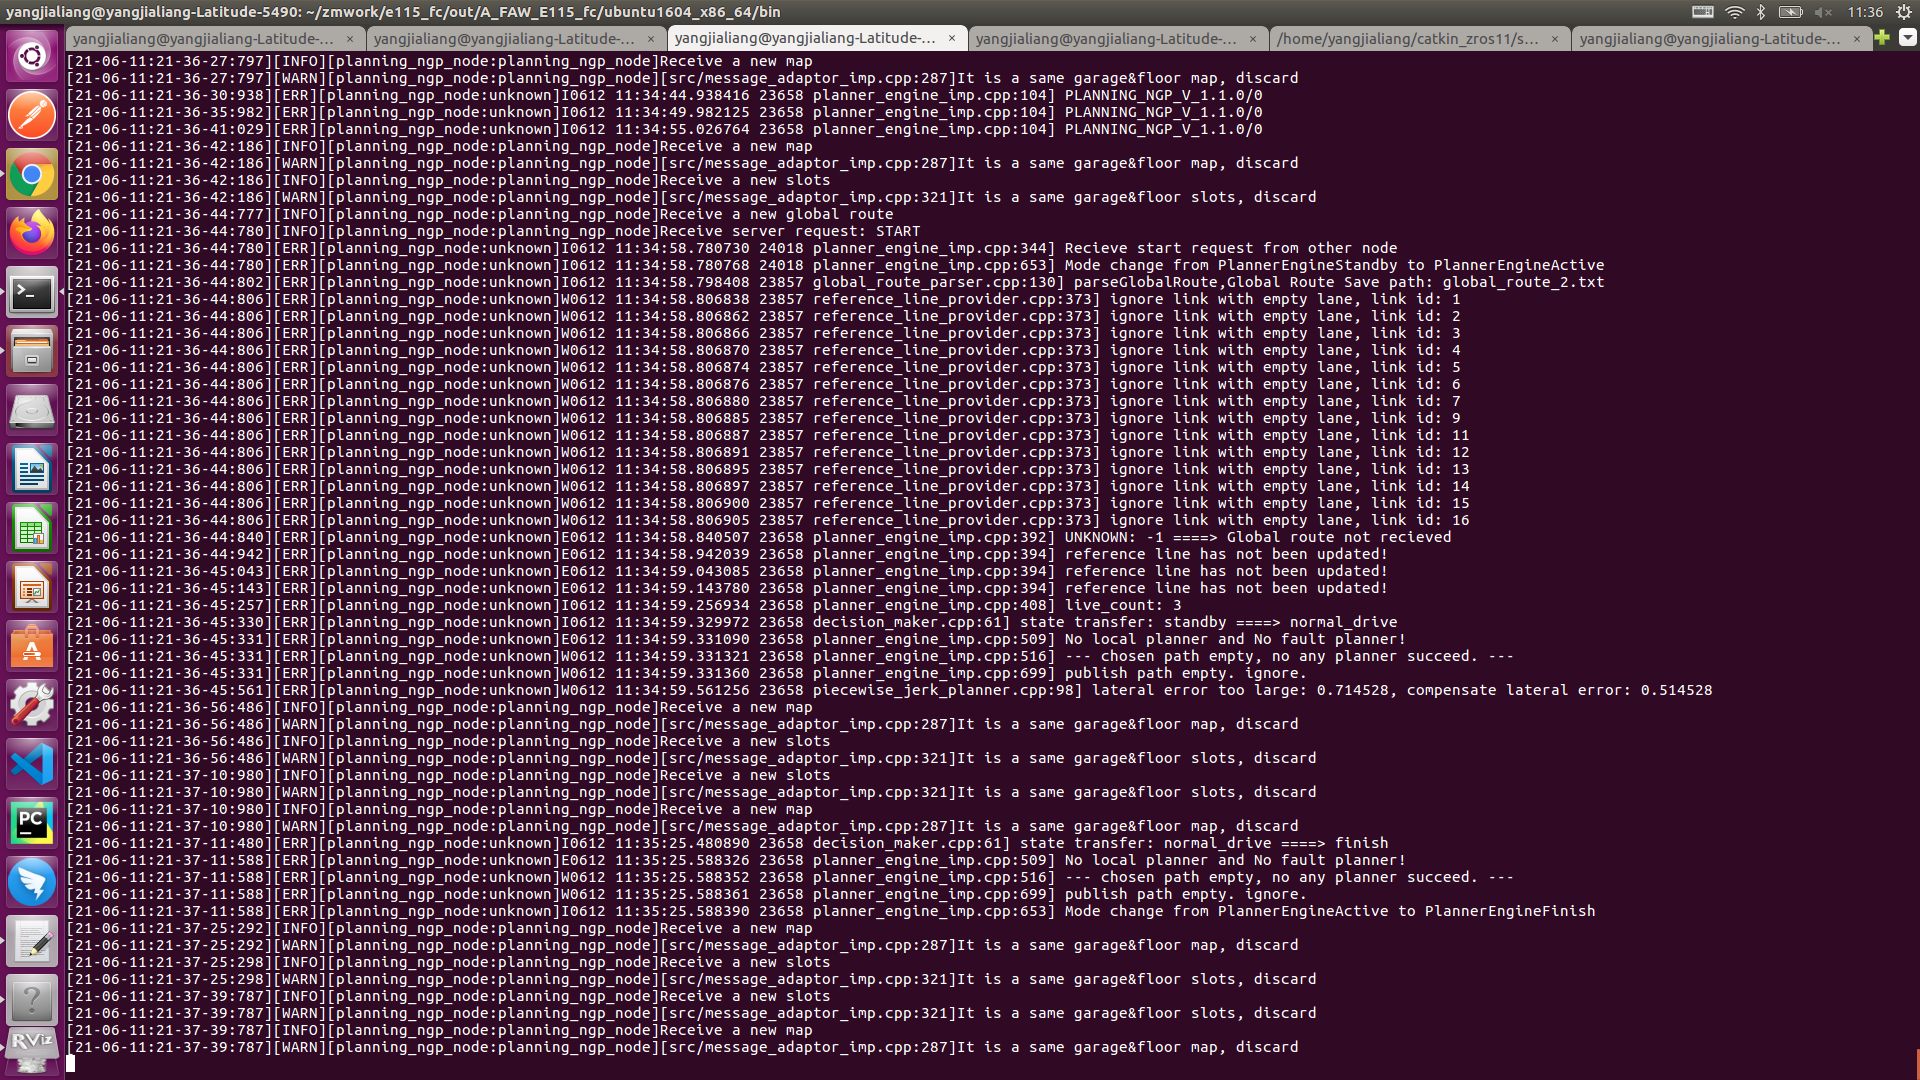 yangjialiang@yangjialiang-Latitude-5490: ~/zmwork/e115_fc/out/A_FAW_E115_fc/ubuntu1604_x86_64/bin
11:36
yangjialiang@yangjialiang-Latitude-... ×
yangjialiang@yangjialiang-Latitude-... ×
yangjialiang@yangjialiang-Latitude-... ×
yangjialiang@yangjialiang-Latitude-... ×
/home/yangjialiang/catkin_zros11/s... ×
yangjialiang@yangjialiang-Latitude-... ×
[21-06-11:21-36-27:797][INFO][planning_ngp_node:planning_ngp_node]Receive a new map
[21-06-11:21-36-27:797][WARN][planning_ngp_node:planning_ngp_node][src/message_adaptor_imp.cpp:287]It is a same garage&floor map, discard
[21-06-11:21-36-30:938][ERR][planning_ngp_node:unknown]I0612 11:34:44.938416 23658 planner_engine_imp.cpp:104] PLANNING_NGP_V_1.1.0/0
[21-06-11:21-36-35:982][ERR][planning_ngp_node:unknown]I0612 11:34:49.982125 23658 planner_engine_imp.cpp:104] PLANNING_NGP_V_1.1.0/0
[21-06-11:21-36-41:029][ERR][planning_ngp_node:unknown]I0612 11:34:55.026764 23658 planner_engine_imp.cpp:104] PLANNING_NGP_V_1.1.0/0
[21-06-11:21-36-42:186][INFO][planning_ngp_node:planning_ngp_node]Receive a new map
[21-06-11:21-36-42:186][WARN][planning_ngp_node:planning_ngp_node][src/message_adaptor_imp.cpp:287]It is a same garage&floor map, discard
[21-06-11:21-36-42:186][INFO][planning_ngp_node:planning_ngp_node]Receive a new slots
[21-06-11:21-36-42:186][WARN][planning_ngp_node:planning_ngp_node][src/message_adaptor_imp.cpp:321]It is a same garage&floor slots, discard
[21-06-11:21-36-44:777][INFO][planning_ngp_node:planning_ngp_node]Receive a new global route
[21-06-11:21-36-44:780][INFO][planning_ngp_node:planning_ngp_node]Receive server request: START
[21-06-11:21-36-44:780][ERR][planning_ngp_node:unknown]I0612 11:34:58.780730 24018 planner_engine_imp.cpp:344] Recieve start request from other node
[21-06-11:21-36-44:780][ERR][planning_ngp_node:unknown]I0612 11:34:58.780768 24018 planner_engine_imp.cpp:653] Mode change from PlannerEngineStandby to PlannerEngineActive
[21-06-11:21-36-44:802][ERR][planning_ngp_node:unknown]I0612 11:34:58.798408 23857 global_route_parser.cpp:130] parseGlobalRoute,Global Route Save path: global_route_2.txt
[21-06-11:21-36-44:806][ERR][planning_ngp_node:unknown]W0612 11:34:58.806838 23857 reference_line_provider.cpp:373] ignore link with empty lane, link id: 1
[21-06-11:21-36-44:806][ERR][planning_ngp_node:unknown]W0612 11:34:58.806862 23857 reference_line_provider.cpp:373] ignore link with empty lane, link id: 2
[21-06-11:21-36-44:806][ERR][planning_ngp_node:unknown]W0612 11:34:58.806866 23857 reference_line_provider.cpp:373] ignore link with empty lane, link id: 3
[21-06-11:21-36-44:806][ERR][planning_ngp_node:unknown]W0612 11:34:58.806870 23857 reference_line_provider.cpp:373] ignore link with empty lane, link id: 4
[21-06-11:21-36-44:806][ERR][planning_ngp_node:unknown]W0612 11:34:58.806874 23857 reference_line_provider.cpp:373] ignore link with empty lane, link id: 5
[21-06-11:21-36-44:806][ERR][planning_ngp_node:unknown]W0612 11:34:58.806876 23857 reference_line_provider.cpp:373] ignore link with empty lane, link id: 6
[21-06-11:21-36-44:806][ERR][planning_ngp_node:unknown]W0612 11:34:58.806880 23857 reference_line_provider.cpp:373] ignore link with empty lane, link id: 7
[21-06-11:21-36-44:806][ERR][planning_ngp_node:unknown]W0612 11:34:58.806885 23857 reference_line_provider.cpp:373] ignore link with empty lane, link id: 9
[21-06-11:21-36-44:806][ERR][planning_ngp_node:unknown]W0612 11:34:58.806887 23857 reference_line_provider.cpp:373] ignore link with empty lane, link id: 11
[21-06-11:21-36-44:806][ERR][planning_ngp_node:unknown]W0612 11:34:58.806891 23857 reference_line_provider.cpp:373] ignore link with empty lane, link id: 12
[21-06-11:21-36-44:806][ERR][planning_ngp_node:unknown]W0612 11:34:58.806895 23857 reference_line_provider.cpp:373] ignore link with empty lane, link id: 13
[21-06-11:21-36-44:806][ERR][planning_ngp_node:unknown]W0612 11:34:58.806897 23857 reference_line_provider.cpp:373] ignore link with empty lane, link id: 14
[21-06-11:21-36-44:806][ERR][planning_ngp_node:unknown]W0612 11:34:58.806900 23857 reference_line_provider.cpp:373] ignore link with empty lane, link id: 15
[21-06-11:21-36-44:806][ERR][planning_ngp_node:unknown]W0612 11:34:58.806905 23857 reference_line_provider.cpp:373] ignore link with empty lane, link id: 16
[21-06-11:21-36-44:840][ERR][planning_ngp_node:unknown]E0612 11:34:58.840507 23658 planner_engine_imp.cpp:392] UNKNOWN: -1 ====> Global route not recieved
[21-06-11:21-36-44:942][ERR][planning_ngp_node:unknown]E0612 11:34:58.942039 23658 planner_engine_imp.cpp:394] reference line has not been updated!
[21-06-11:21-36-45:043][ERR][planning_ngp_node:unknown]E0612 11:34:59.043085 23658 planner_engine_imp.cpp:394] reference line has not been updated!
[21-06-11:21-36-45:143][ERR][planning_ngp_node:unknown]E0612 11:34:59.143780 23658 planner_engine_imp.cpp:394] reference line has not been updated!
[21-06-11:21-36-45:257][ERR][planning_ngp_node:unknown]I0612 11:34:59.256934 23658 planner_engine_imp.cpp:408] live_count: 3
[21-06-11:21-36-45:330][ERR][planning_ngp_node:unknown]I0612 11:34:59.329972 23658 decision_maker.cpp:61] state transfer: standby ====> normal_drive
[21-06-11:21-36-45:331][ERR][planning_ngp_node:unknown]E0612 11:34:59.331090 23658 planner_engine_imp.cpp:509] No local planner and No fault planner!
[21-06-11:21-36-45:331][ERR][planning_ngp_node:unknown]W0612 11:34:59.331321 23658 planner_engine_imp.cpp:516] --- chosen path empty, no any planner succeed. ---
[21-06-11:21-36-45:331][ERR][planning_ngp_node:unknown]W0612 11:34:59.331360 23658 planner_engine_imp.cpp:699] publish path empty. ignore.
[21-06-11:21-36-45:561][ERR][planning_ngp_node:unknown]W0612 11:34:59.561256 23658 piecewise_jerk_planner.cpp:98] lateral error too large: 0.714528, compensate lateral error: 0.514528
[21-06-11:21-36-56:486][INFO][planning_ngp_node:planning_ngp_node]Receive a new map
[21-06-11:21-36-56:486][WARN][planning_ngp_node:planning_ngp_node][src/message_adaptor_imp.cpp:287]It is a same garage&floor map, discard
[21-06-11:21-36-56:486][INFO][planning_ngp_node:planning_ngp_node]Receive a new slots
[21-06-11:21-36-56:486][WARN][planning_ngp_node:planning_ngp_node][src/message_adaptor_imp.cpp:321]It is a same garage&floor slots, discard
[21-06-11:21-37-10:980][INFO][planning_ngp_node:planning_ngp_node]Receive a new slots
[21-06-11:21-37-10:980][WARN][planning_ngp_node:planning_ngp_node][src/message_adaptor_imp.cpp:321]It is a same garage&floor slots, discard
[21-06-11:21-37-10:980][INFO][planning_ngp_node:planning_ngp_node]Receive a new map
[21-06-11:21-37-10:980][WARN][planning_ngp_node:planning_ngp_node][src/message_adaptor_imp.cpp:287]It is a same garage&floor map, discard
[21-06-11:21-37-11:480][ERR][planning_ngp_node:unknown]I0612 11:35:25.480890 23658 decision_maker.cpp:61] state transfer: normal_drive ====> finish
[21-06-11:21-37-11:588][ERR][planning_ngp_node:unknown]E0612 11:35:25.588326 23658 planner_engine_imp.cpp:509] No local planner and No fault planner!
[21-06-11:21-37-11:588][ERR][planning_ngp_node:unknown]W0612 11:35:25.588352 23658 planner_engine_imp.cpp:516] --- chosen path empty, no any planner succeed. ---
[21-06-11:21-37-11:588][ERR][planning_ngp_node:unknown]W0612 11:35:25.588361 23658 planner_engine_imp.cpp:699] publish path empty. ignore.
[21-06-11:21-37-11:588][ERR][planning_ngp_node:unknown]I0612 11:35:25.588390 23658 planner_engine_imp.cpp:653] Mode change from PlannerEngineActive to PlannerEngineFinish
[21-06-11:21-37-25:292][INFO][planning_ngp_node:planning_ngp_node]Receive a new map
[21-06-11:21-37-25:292][WARN][planning_ngp_node:planning_ngp_node][src/message_adaptor_imp.cpp:287]It is a same garage&floor map, discard
[21-06-11:21-37-25:298][INFO][planning_ngp_node:planning_ngp_node]Receive a new slots
[21-06-11:21-37-25:298][WARN][planning_ngp_node:planning_ngp_node][src/message_adaptor_imp.cpp:321]It is a same garage&floor slots, discard
[21-06-11:21-37-39:787][INFO][planning_ngp_node:planning_ngp_node]Receive a new slots
[21-06-11:21-37-39:787][WARN][planning_ngp_node:planning_ngp_node][src/message_adaptor_imp.cpp:321]It is a same garage&floor slots, discard
[21-06-11:21-37-39:787][INFO][planning_ngp_node:planning_ngp_node]Receive a new map
[21-06-11:21-37-39:787][WARN][planning_ngp_node:planning_ngp_node][src/message_adaptor_imp.cpp:287]It is a same garage&floor map, discard
PC
RViz